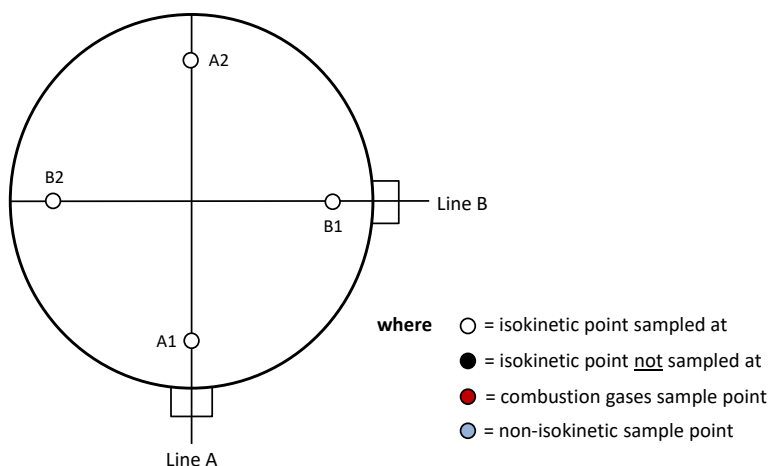 A2
B2
B1
Line B
A1
Line A
where
= isokinetic point sampled at
= isokinetic point not sampled at
= combustion gases sample point
= non-isokinetic sample point